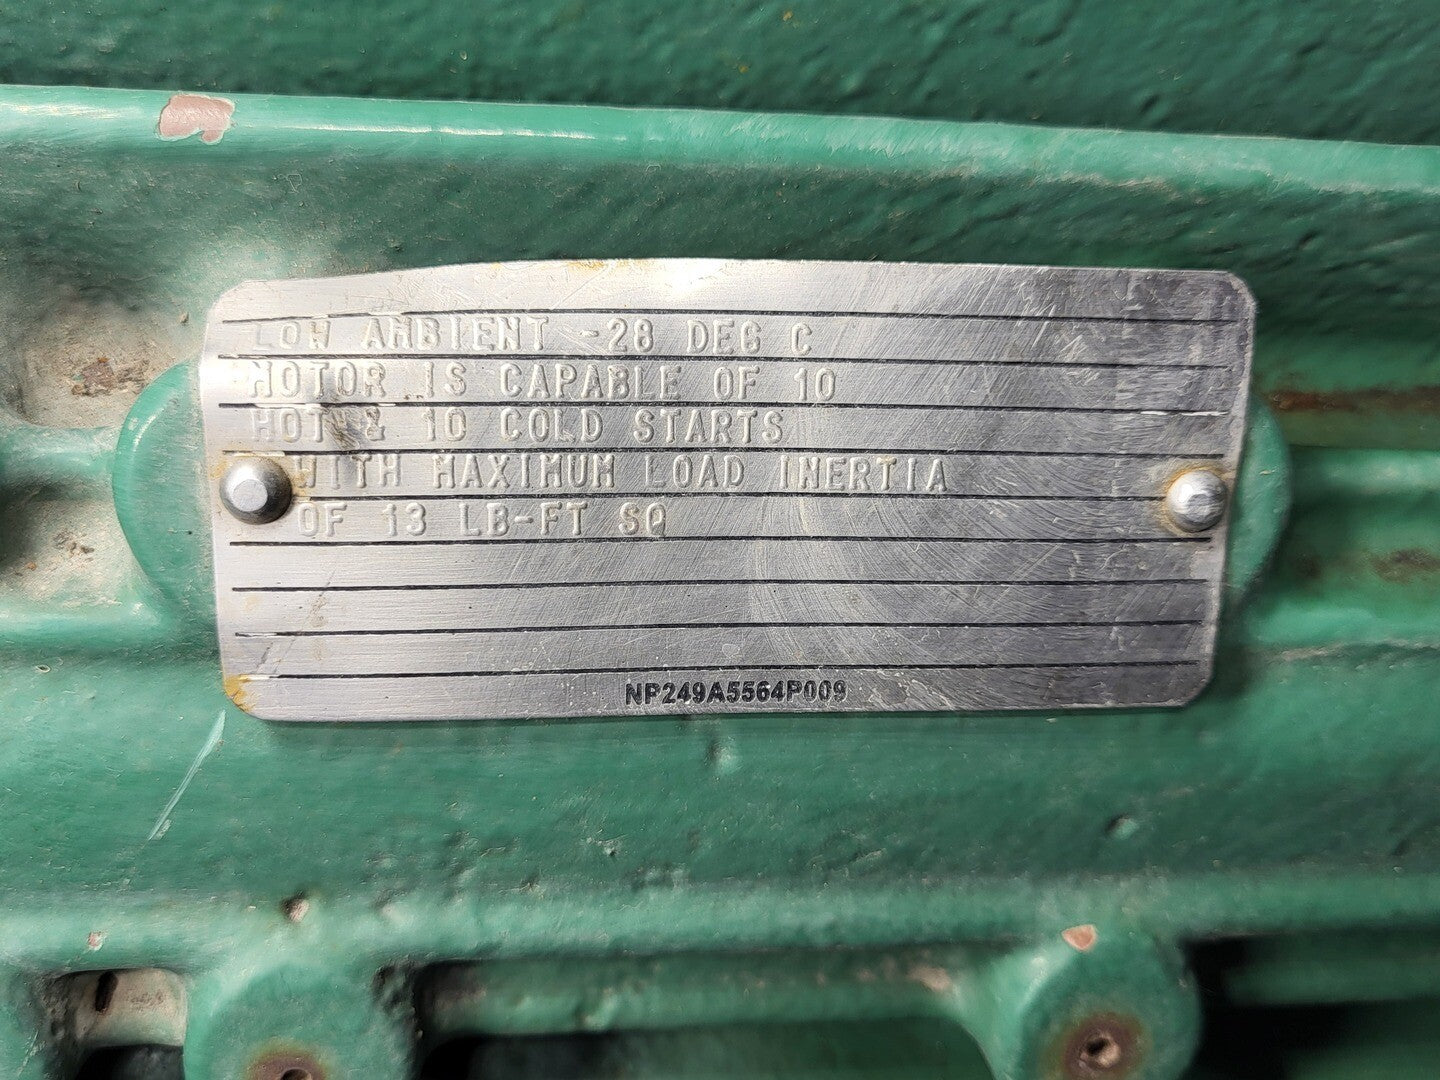 LOW AMBIENT -28 DEG C
MOTOR IS CAPABLE OF 10
HOT & 10 COLD STARTS
WITH MAXIMUM LOAD INERTIA
OF 13 LB-FT SQ
NP249A5564P009